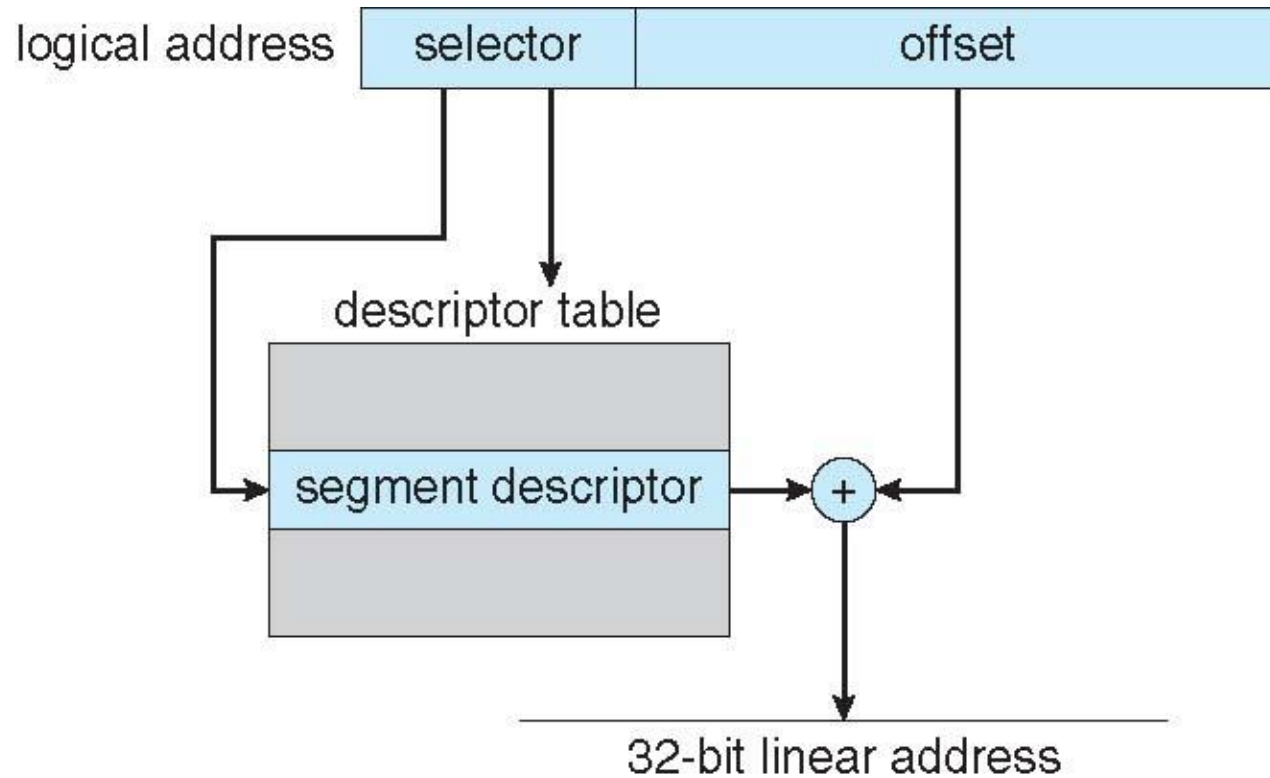 logical address selector offset
descriptor table
segment descriptor +
32-bit linear address